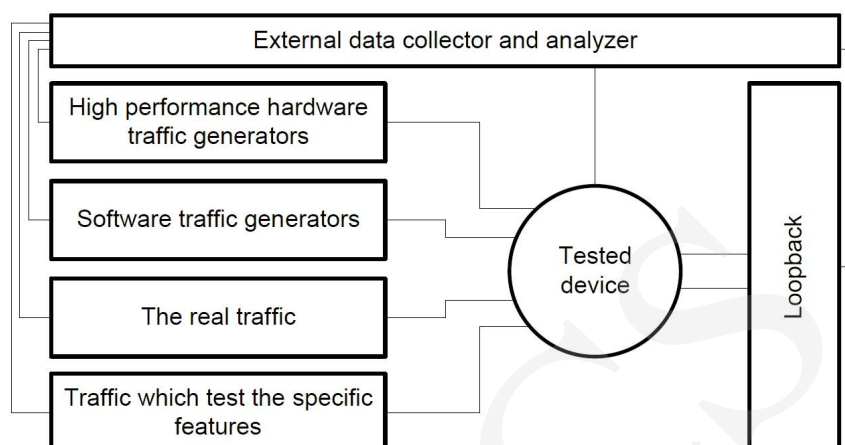 External data collector and analyzer
High performance hardware
traffic generators
Software traffic generators
The real traffic
Traffic which test the specific
features
Tested
device
Loopback